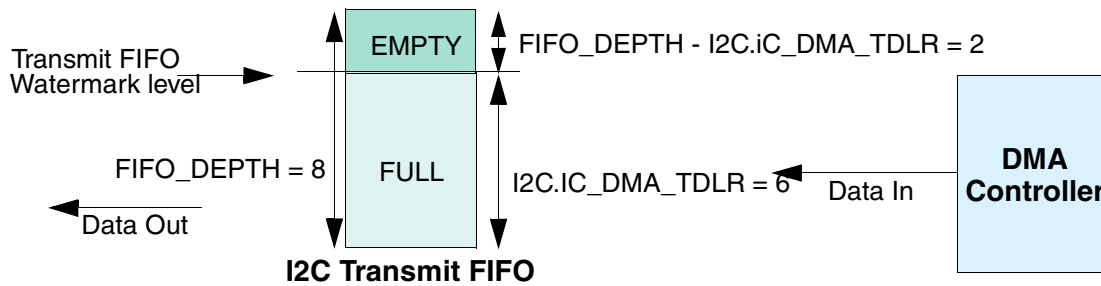 EMPTY
FIFO_DEPTH - I2C.iC_DMA_TDLR = 2
Transmit FIFO
Watermark level
FIFO_DEPTH = 8
FULL
I2C.IC_DMA_TDLR = 6
DMA
Controller
Data In
Data Out
I2C Transmit FIFO